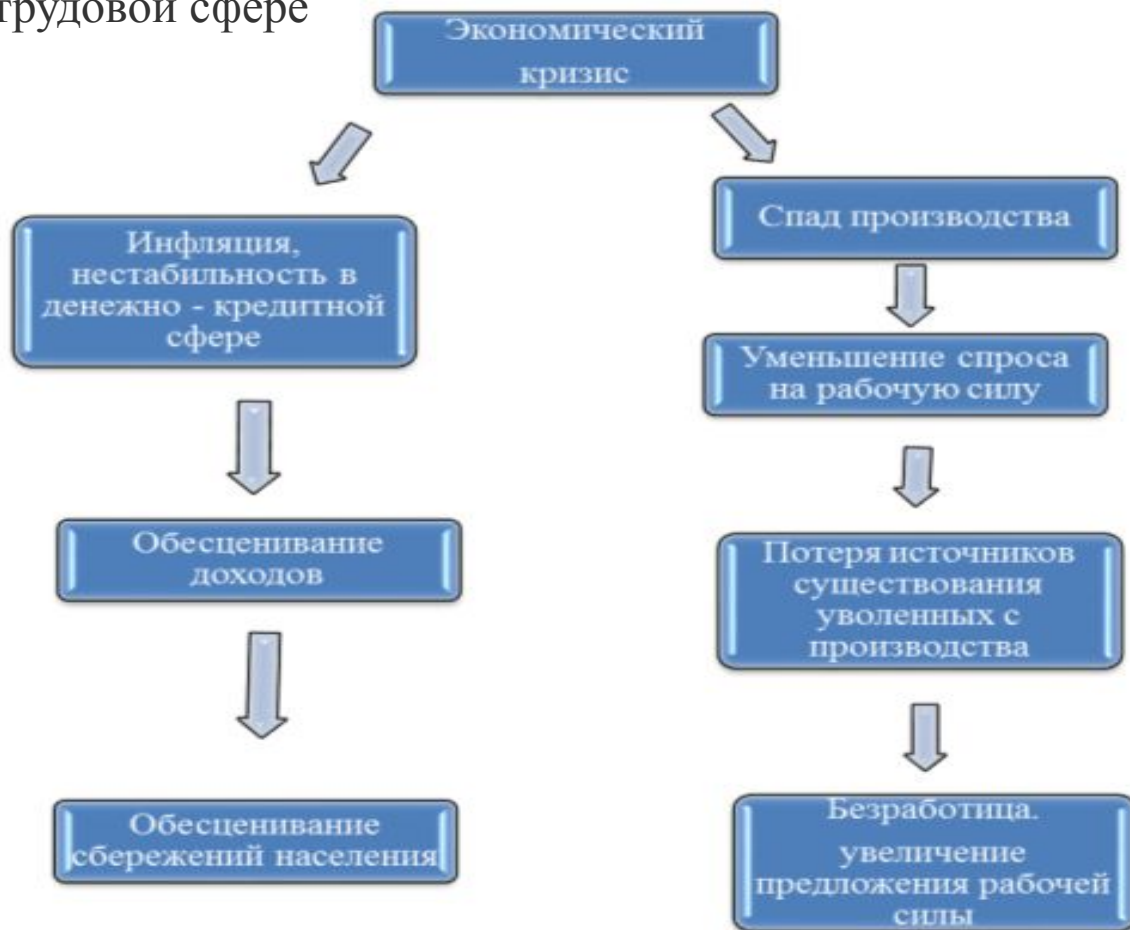 трудовой сфере
Экономический
кризис
Инфляция,
нестабильность в
денежно - кредитной
сфере
Обесценивание
доходов
Обесценивание
сбережений населения
Спад производства
Уменьшение спроса
на рабочую силу
Потеря источников
существования
уволенных с
производства
Безработица.
увеличение
предложения рабочей
силы